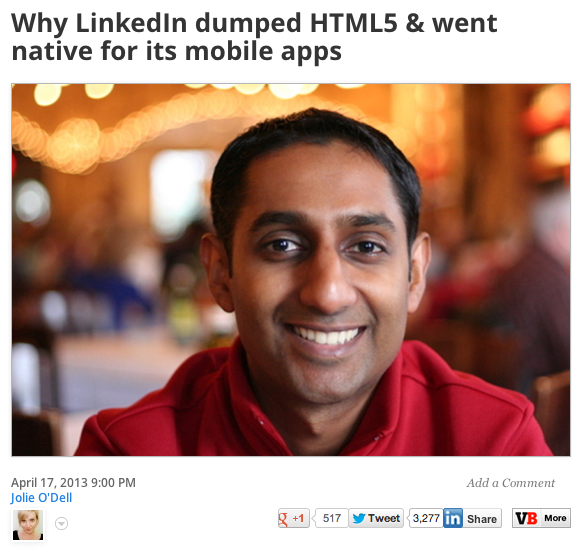 Why LinkedIn dumped HTML5 & went
native for its mobile apps
April 17, 2013 9:00 PM
Add a Comment
Jolie O'Dell
g +1 517 Tweet 3,277 in Share VB More